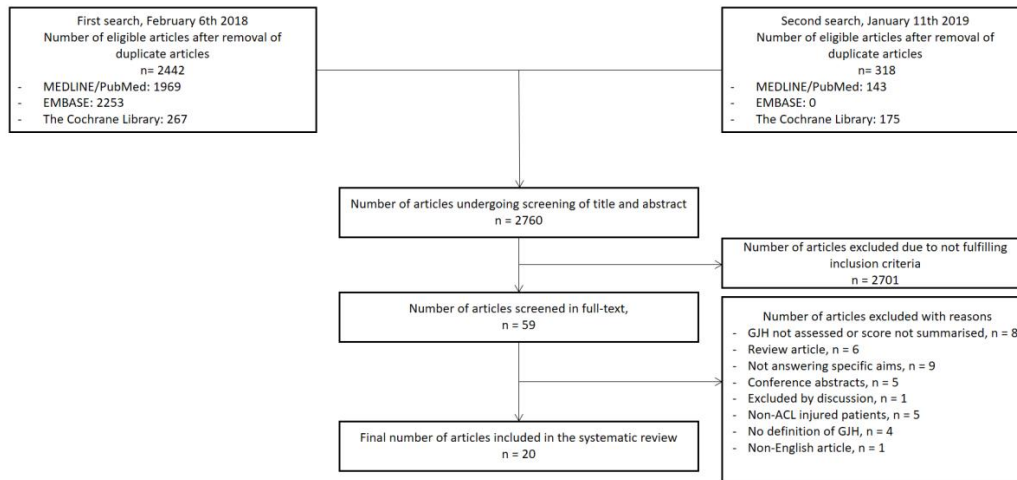 First search, February 6th 2018
Number of eligible articles after removal of
duplicate articles
n= 2442
- MEDLINE/PubMed: 1969
- EMBASE: 2253
- The Cochrane Library: 267
Second search, January 11th 2019
Number of eligible articles after removal of
duplicate articles
n= 318
- MEDLINE/PubMed: 143
- EMBASE: 0
- The Cochrane Library: 175
Number of articles undergoing screening of title and abstract
n = 2760
Number of articles excluded due to not fulfilling
inclusion criteria
n = 2701
Number of articles screened in full-text,
n = 59
Number of articles excluded with reasons
- GJH not assessed or score not summarised, n = 8
- Review article, n = 6
- Not answering specific aims, n = 9
- Conference abstracts, n = 5
- Excluded by discussion, n = 1
- Non-ACL injured patients, n = 5
- No definition of GJH, n = 4
- Non-English article, n = 1
Final number of articles included in the systematic review
n = 20